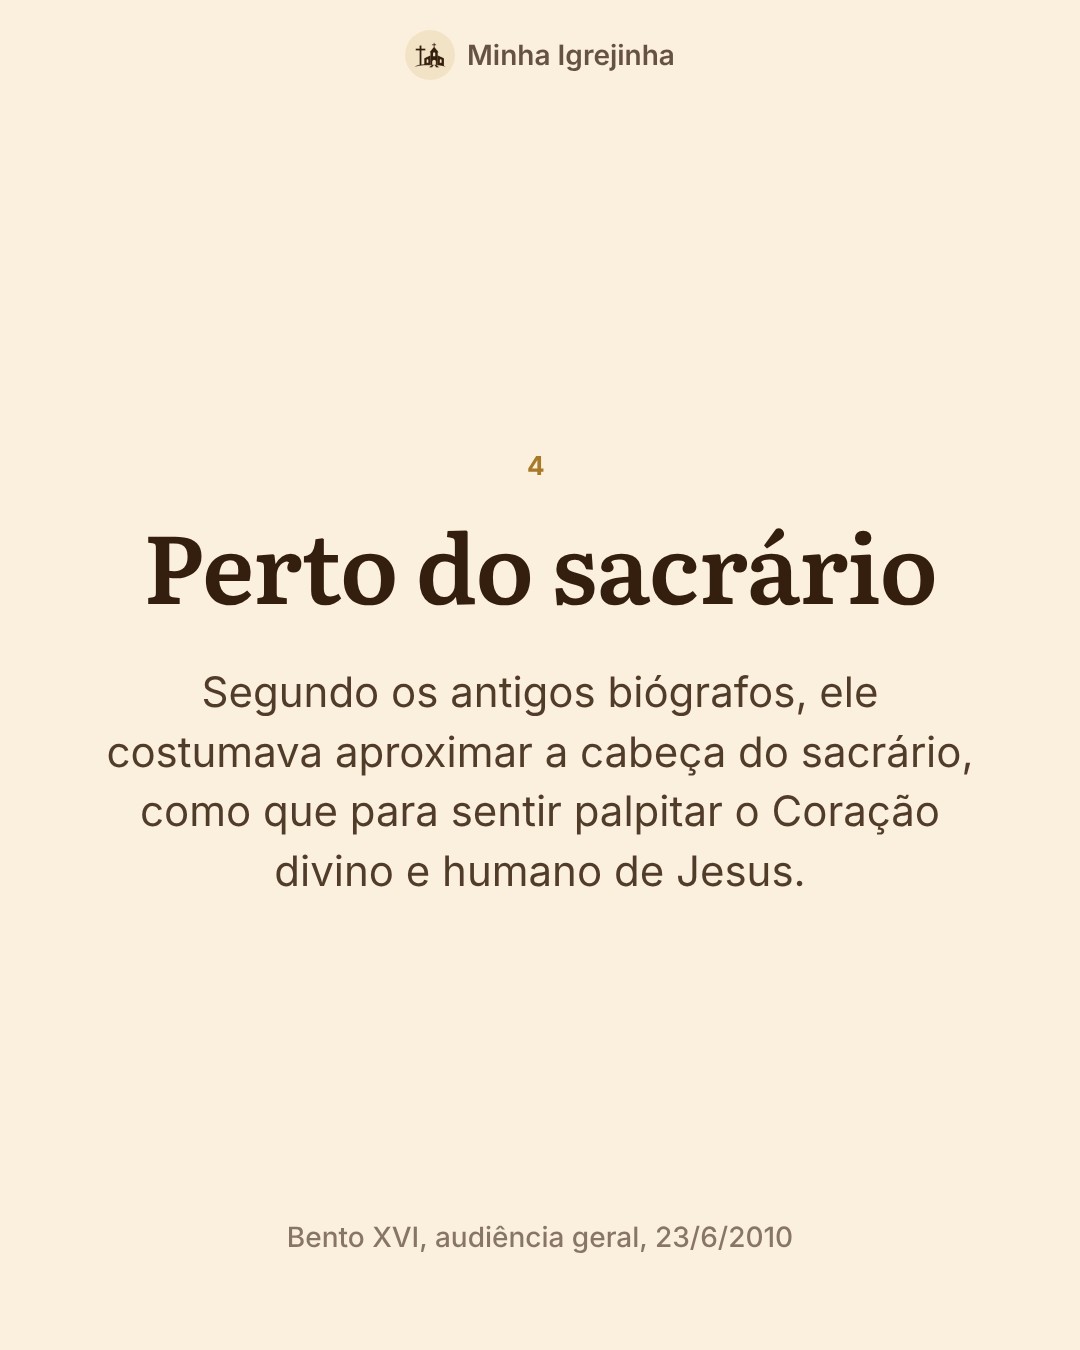 Minha Igrejinha
4
Perto do sacrário
Segundo os antigos biógrafos, ele
costumava aproximar a cabeça do sacrário,
como que para sentir palpitar o Coração
divino e humano de Jesus.
Bento XVI, audiência geral, 23/6/2010